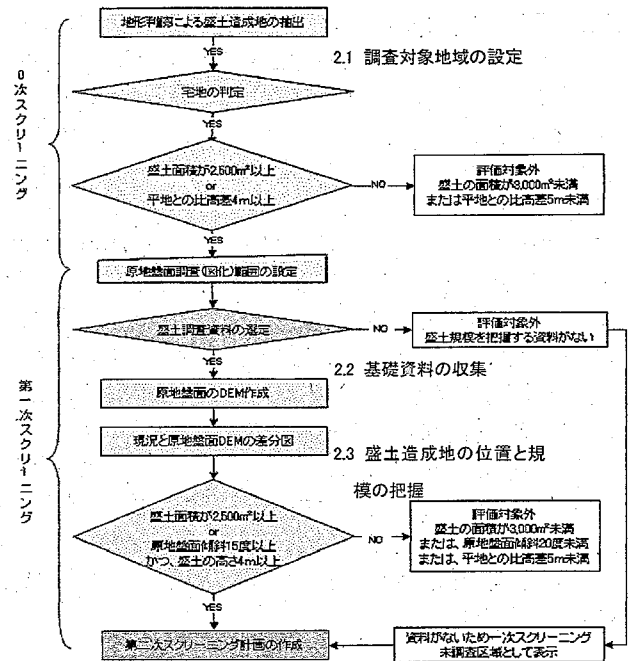 地形判読による盛土造成地の抽出
YES
2.1 調査対象地域の設定
宅地の判定
YES
0次スクリーニング
盛土面積が2,500m²以上
or
平地との比高差4m以上
NO
評価対象外
盛土の面積が3,000m²未満
または平地との比高差5m未満
YES
原地盤面調査(図化)範囲の設定
盛土調査資料の選定
NO
評価対象外
盛土規模を把握する資料がない
YES
2.2 基礎資料の収集
原地盤面のDEM作成
第一次スクリーニング
現況と原地盤面DEMの差分図
2.3 盛土造成地の位置と規
模の把握
盛土面積が2,500m²以上
or
原地盤面傾斜15度以上
かつ、盛土の高さ4m以上
NO
評価対象外
盛土の面積が3,000m²未満
または、原地盤面傾斜20度未満
または、平地との比高差5m未満
YES
第二次スクリーニング計画の作成
資料がないため一次スクリーニング
未調査区域として表示